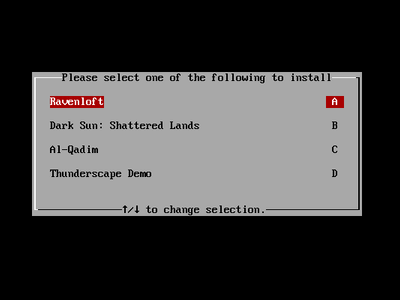 Please select one of the following to install
Ravenloft A
Dark Sun: Shattered Lands B
Al-Qadim C
Thunderscape Demo D
↑/↓ to change selection.